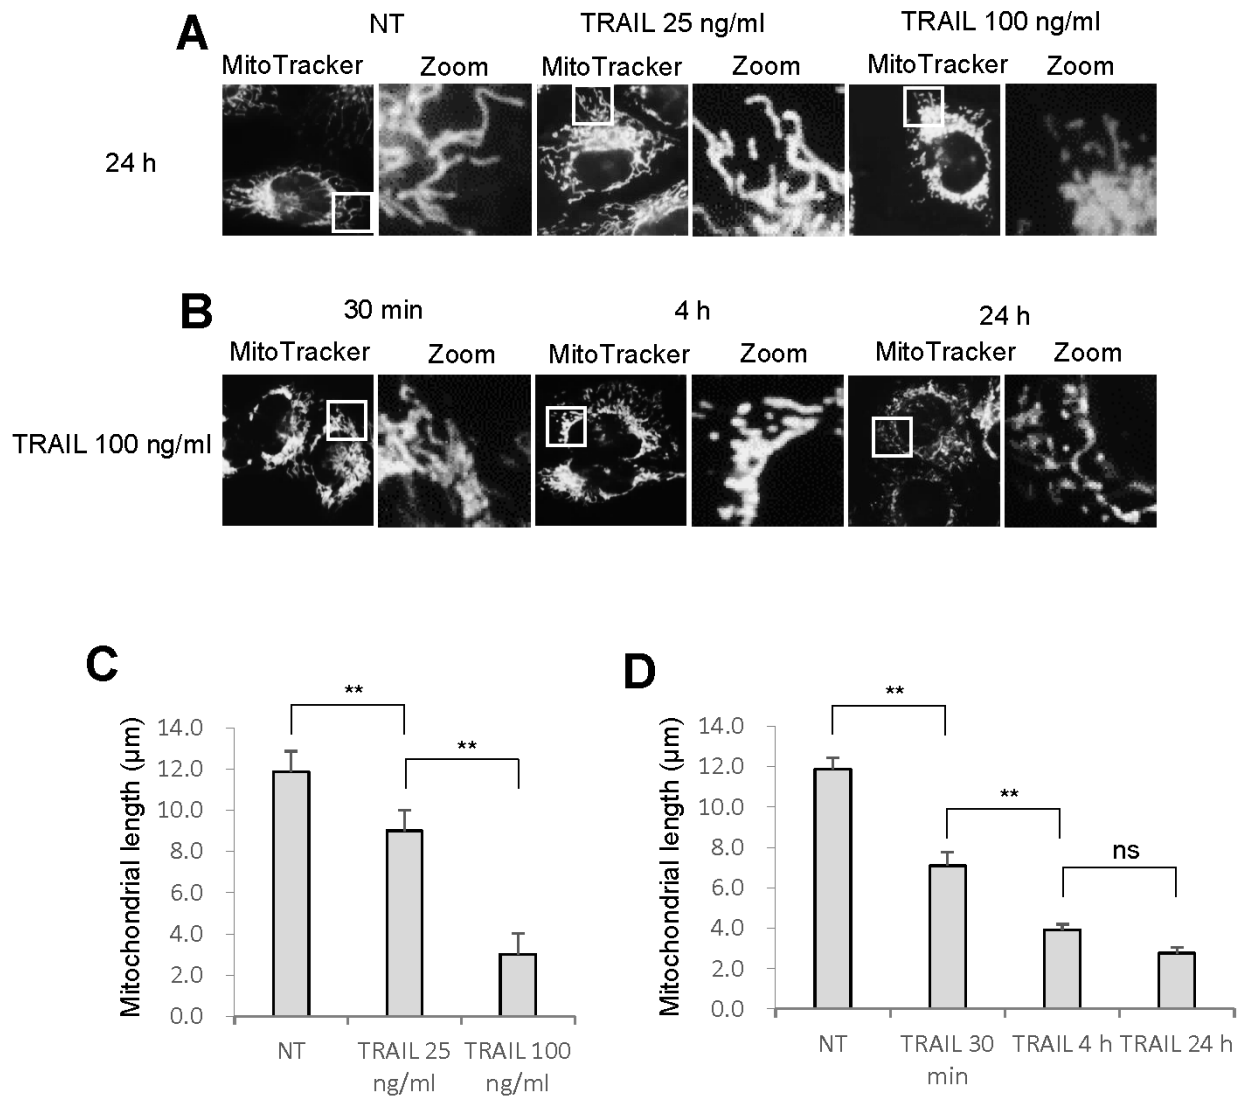 A
NT
TRAIL 25 ng/ml
TRAIL 100 ng/ml
MitoTracker
Zoom
MitoTracker
Zoom
MitoTracker
Zoom
24 h
B
30 min
4 h
24 h
MitoTracker
Zoom
MitoTracker
Zoom
MitoTracker
Zoom
TRAIL 100 ng/ml
C
**
**
Mitochondrial length (µm)
14.0
12.0
10.0
8.0
6.0
4.0
2.0
0.0
NT
TRAIL 25
ng/ml
TRAIL 100
ng/ml
D
**
**
ns
Mitochondrial length (µm)
14.0
12.0
10.0
8.0
6.0
4.0
2.0
0.0
NT
TRAIL 30
min
TRAIL 4 h
TRAIL 24 h